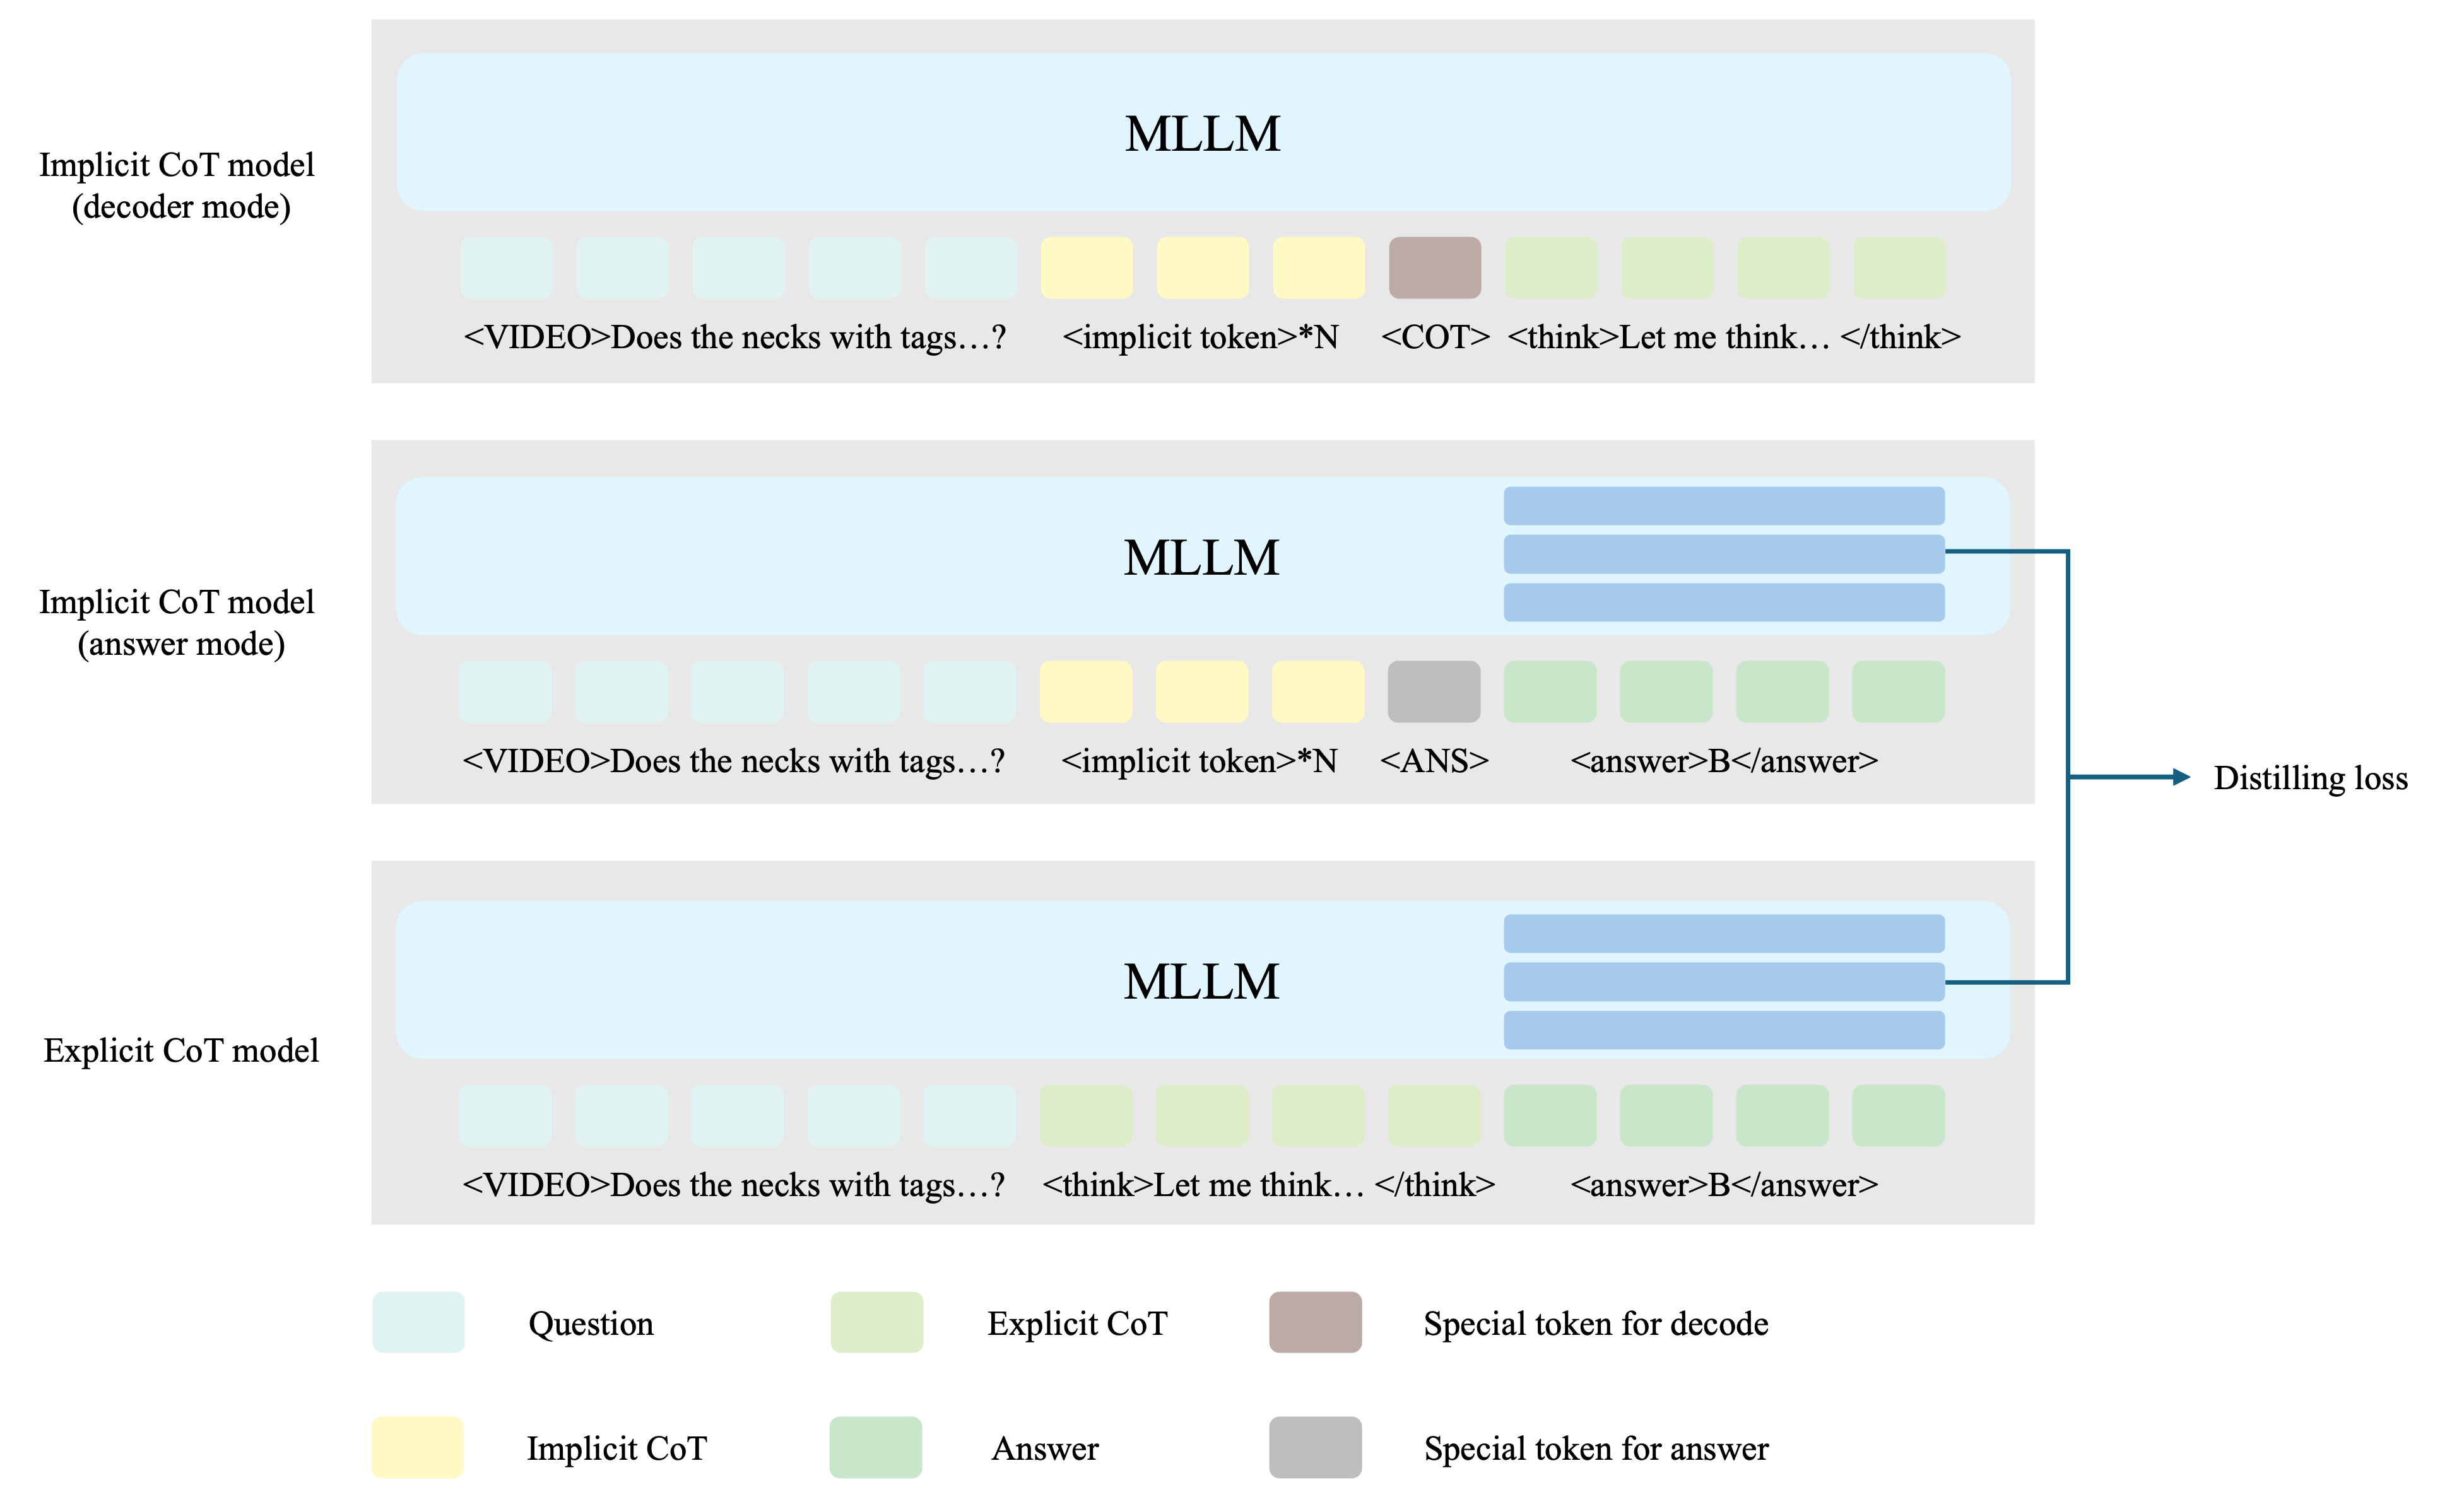 MLLM
Implicit CoT model
(decoder mode)
<VIDEO>Does the necks with tags…? <implicit token>*N <COT> <think>Let me think… </think>
MLLM
Implicit CoT model
(answer mode)
<VIDEO>Does the necks with tags…? <implicit token>*N <ANS> <answer>B</answer>
Distilling loss
MLLM
Explicit CoT model
<VIDEO>Does the necks with tags…? <think>Let me think… </think> <answer>B</answer>
Question Explicit CoT Special token for decode
Implicit CoT Answer Special token for answer